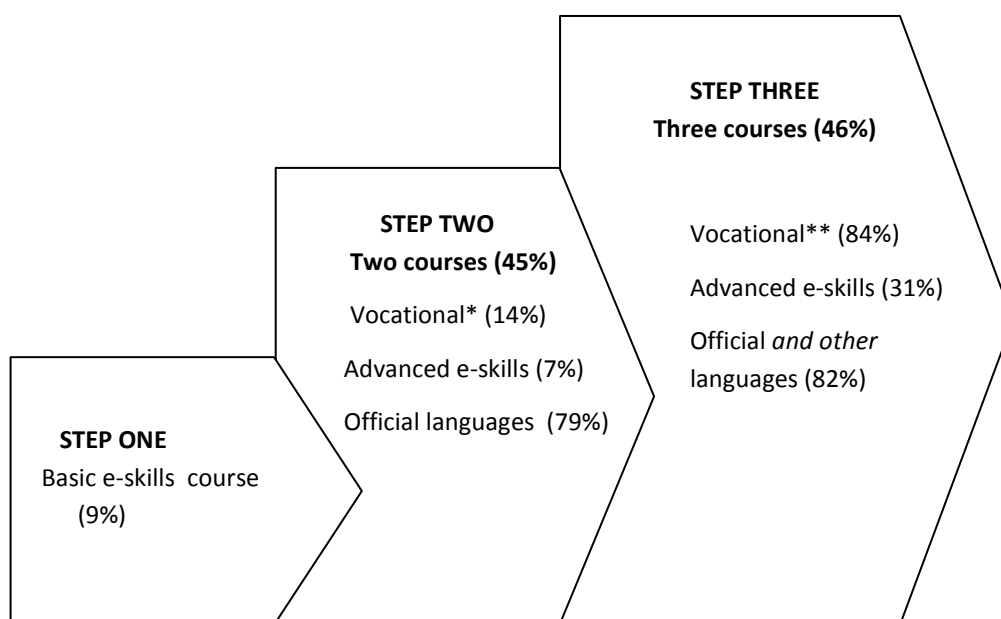 STEP ONE
Basic e-skills course
(9%)
STEP TWO
Two courses (45%)
Vocational* (14%)
Advanced e-skills (7%)
Official languages (79%)
STEP THREE
Three courses (46%)
Vocational** (84%)
Advanced e-skills (31%)
Official and other
languages (82%)